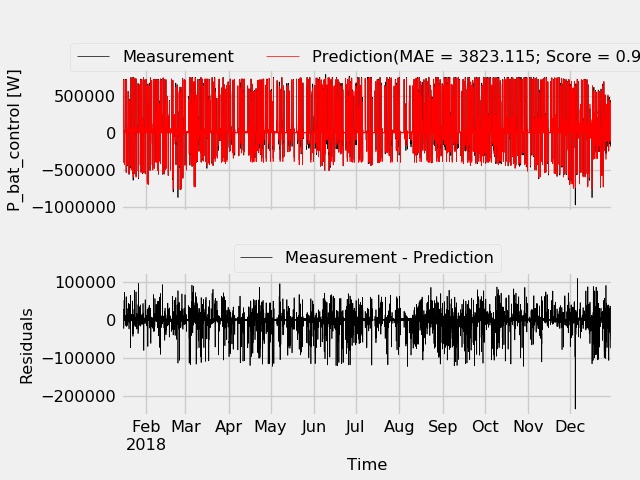 Measurement Prediction(MAE = 3823.115; Score = 0.9
P_bat_control [W]
500000
0
−500000
−1000000
Measurement - Prediction
Residuals
100000
0
−100000
−200000
Feb Mar Apr May Jun Jul Aug Sep Oct Nov Dec
2018
Time